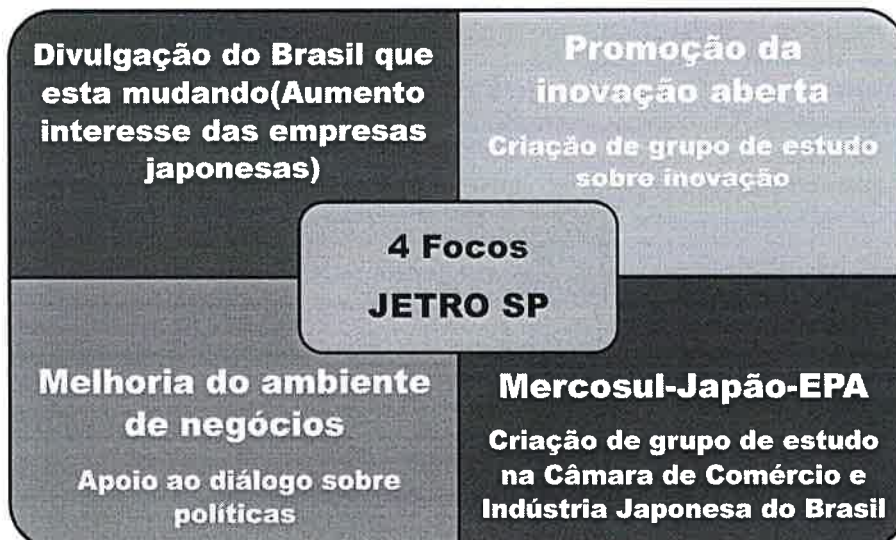 Divulgação do Brasil que
esta mudando(Aumento
interesse das empresas
japonesas)
Promoção da
inovação aberta
Criação de grupo de estudo
sobre inovação
4 Focos
JETRO SP
Melhoria do ambiente
de negócios
Apoio ao diálogo sobre
políticas
Mercosul-Japão-EPA
Criação de grupo de estudo
na Câmara de Comércio e
Indústria Japonesa do Brasil